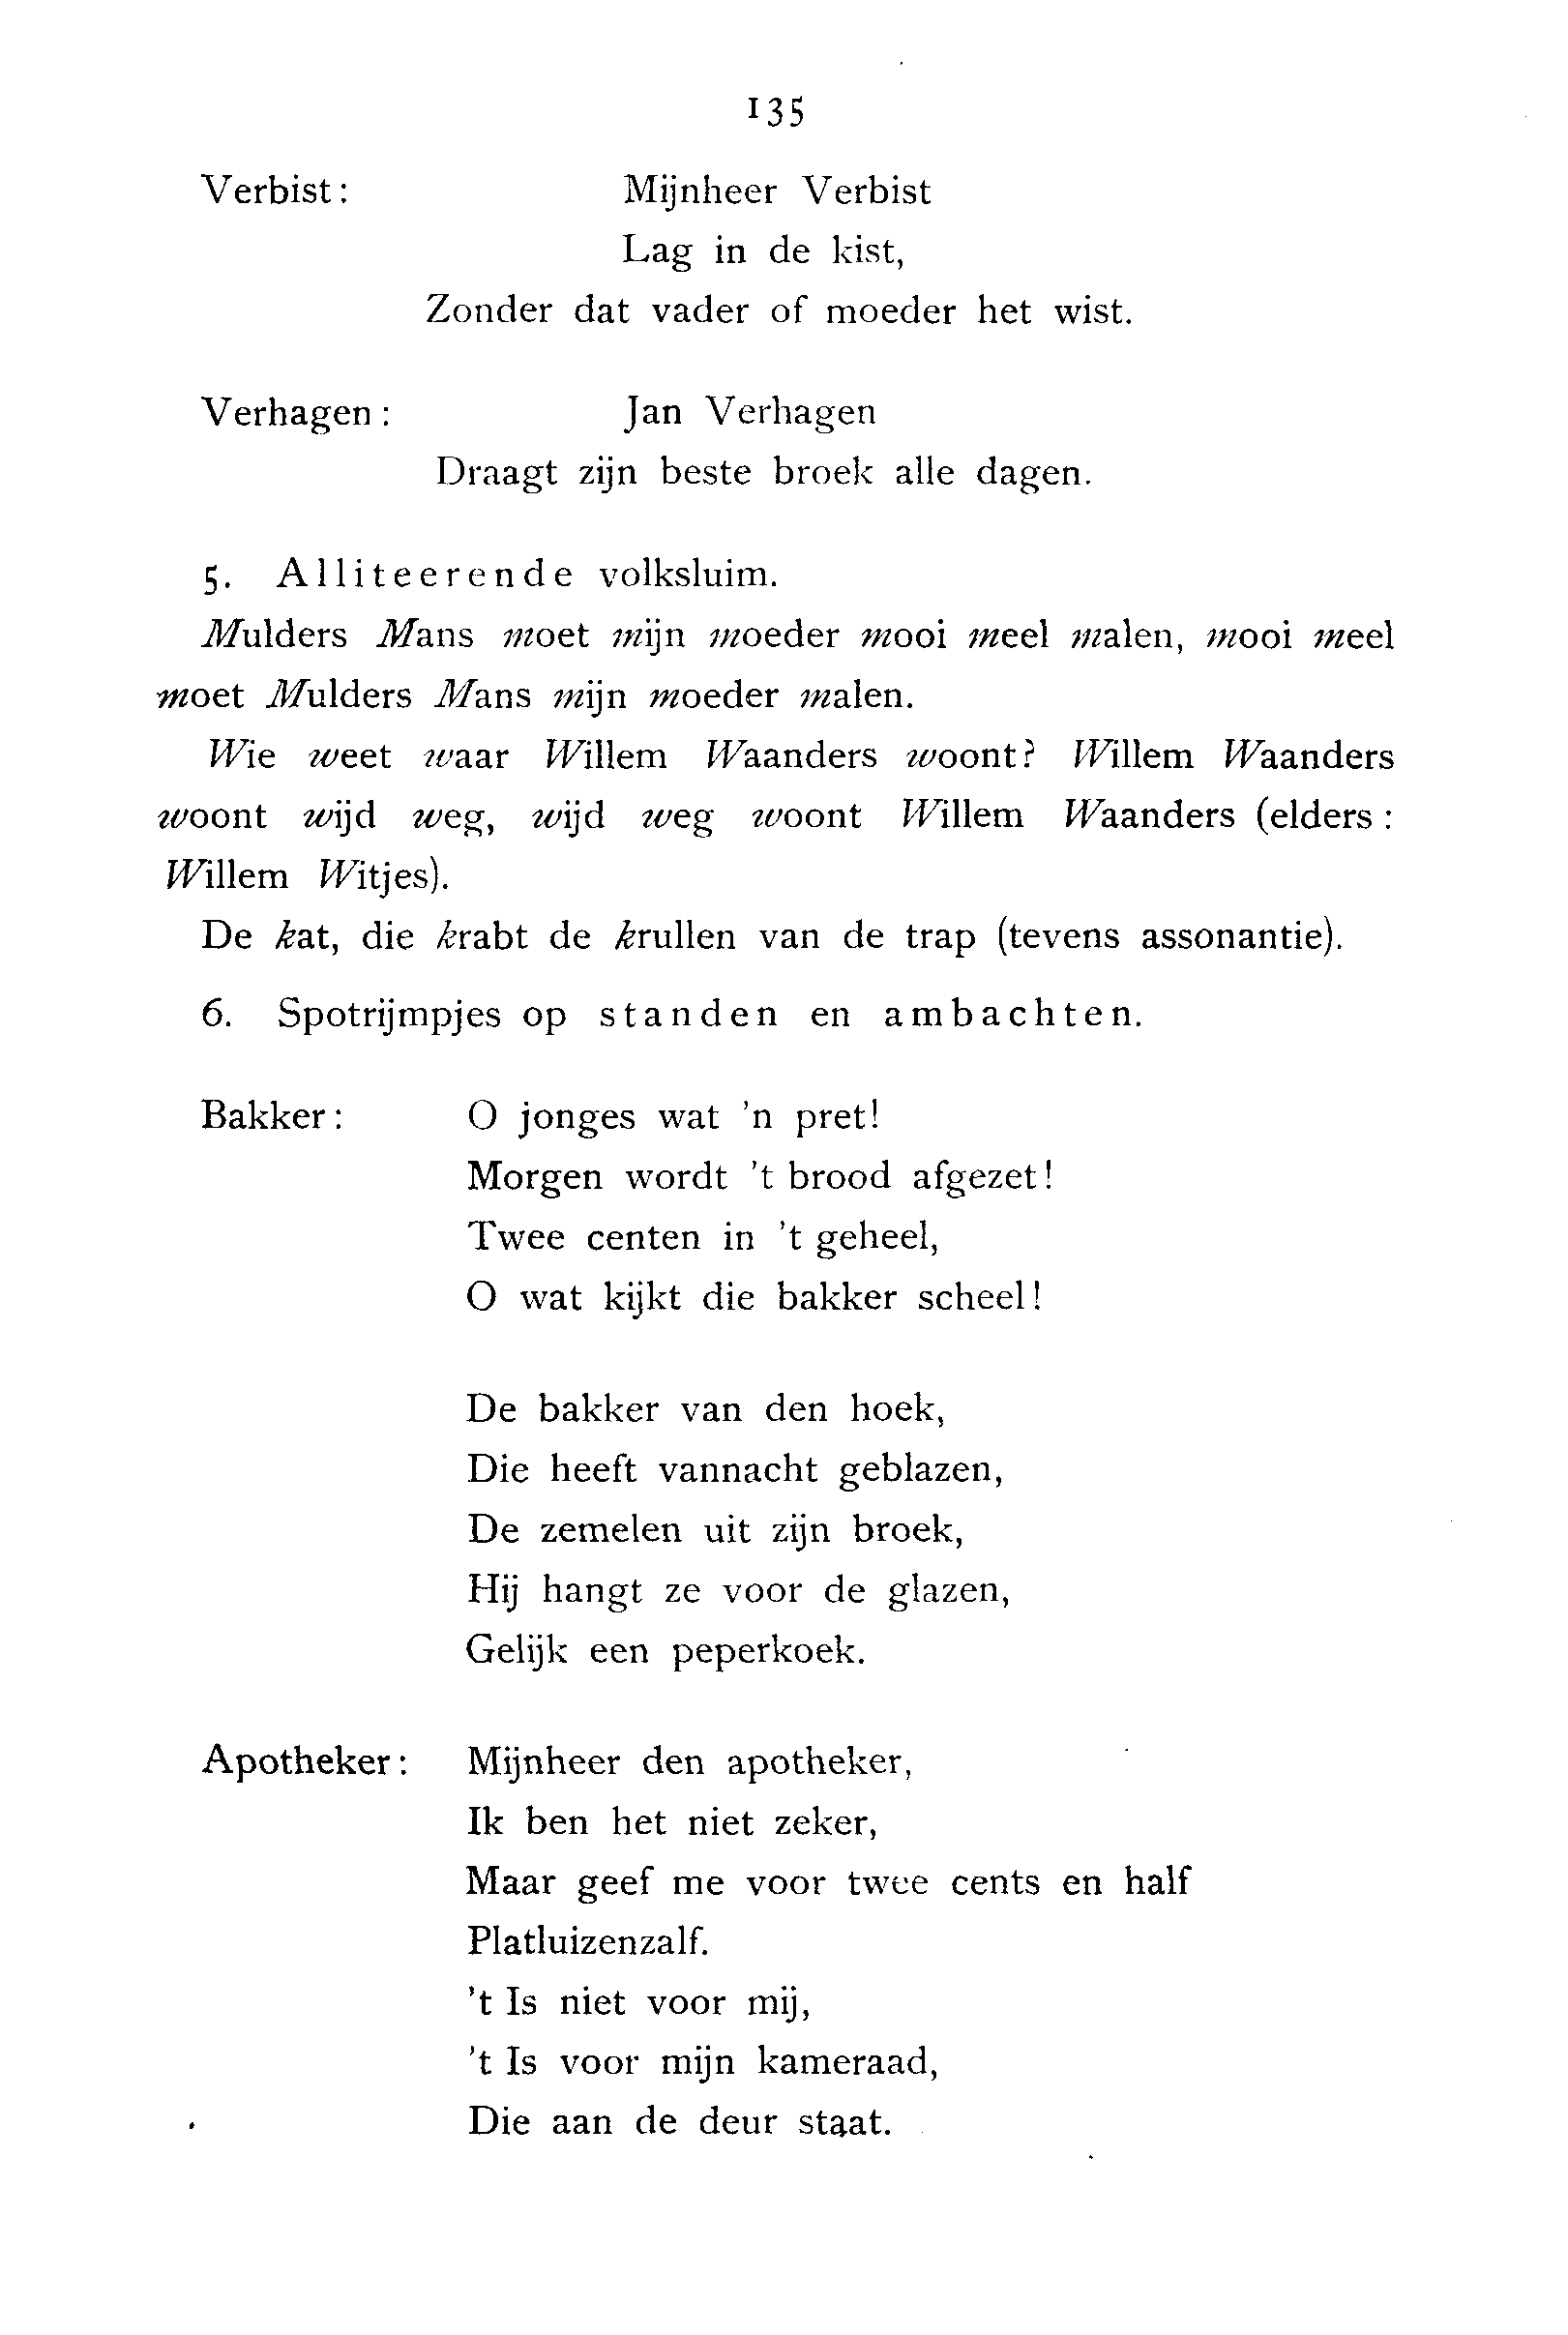 135
Verbist: Mijnheer Verbist
Lag in de kist,
Zonder dat vader of moeder het wist.
Verhagen: Jan Verhagen
Draagt zijn beste broek alle dagen.
5. Alliteerende volksluim.
Mulders Mans moet mijn moeder mooi meel malen, mooi meel
moet Mulders Mans mijn moeder malen.
Wie weet waar Willem Waanders woont? Willem Waanders
woont wijd weg, wijd weg woont Willem Waanders (elders:
Willem Witjes).
De kat, die krabt de krullen van de trap (tevens assonantie).
6. Spotrijmpjes op standen en ambachten.
Bakker: O jonges wat 'n pret!
Morgen wordt 't brood afgezet!
Twee centen in 't geheel,
O wat kijkt die bakker scheel!
De bakker van den hoek,
Die heeft vannacht geblazen,
De zemelen uit zijn broek,
Hij hangt ze voor de glazen,
Gelijk een peperkoek.
Apotheker: Mijnheer den apotheker,
Ik ben het niet zeker,
Maar geef me voor twee cents en half
Platluizenzalf.
't Is niet voor mij,
't Is voor mijn kameraad,
Die aan de deur staat.